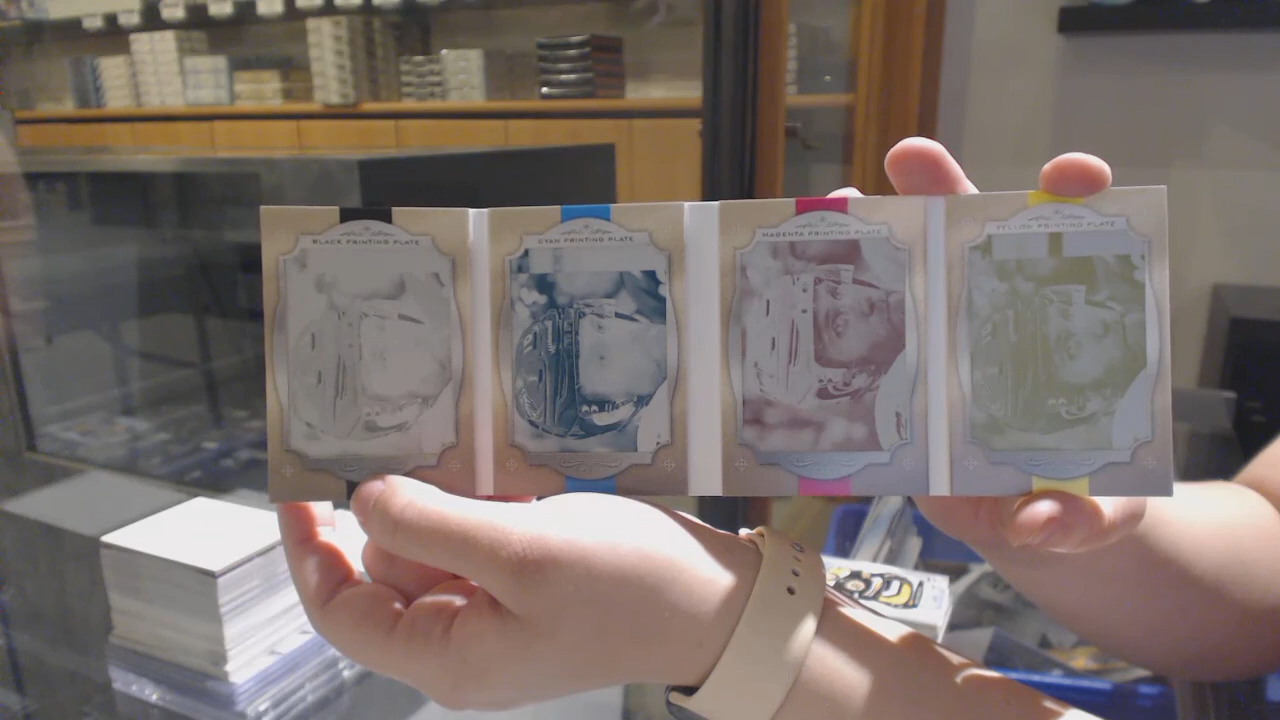 BLACK PRINTING PLATE
CYAN PRINTING PLATE
MAGENTA PRINTING PLATE
YELLOW PRINTING PLATE